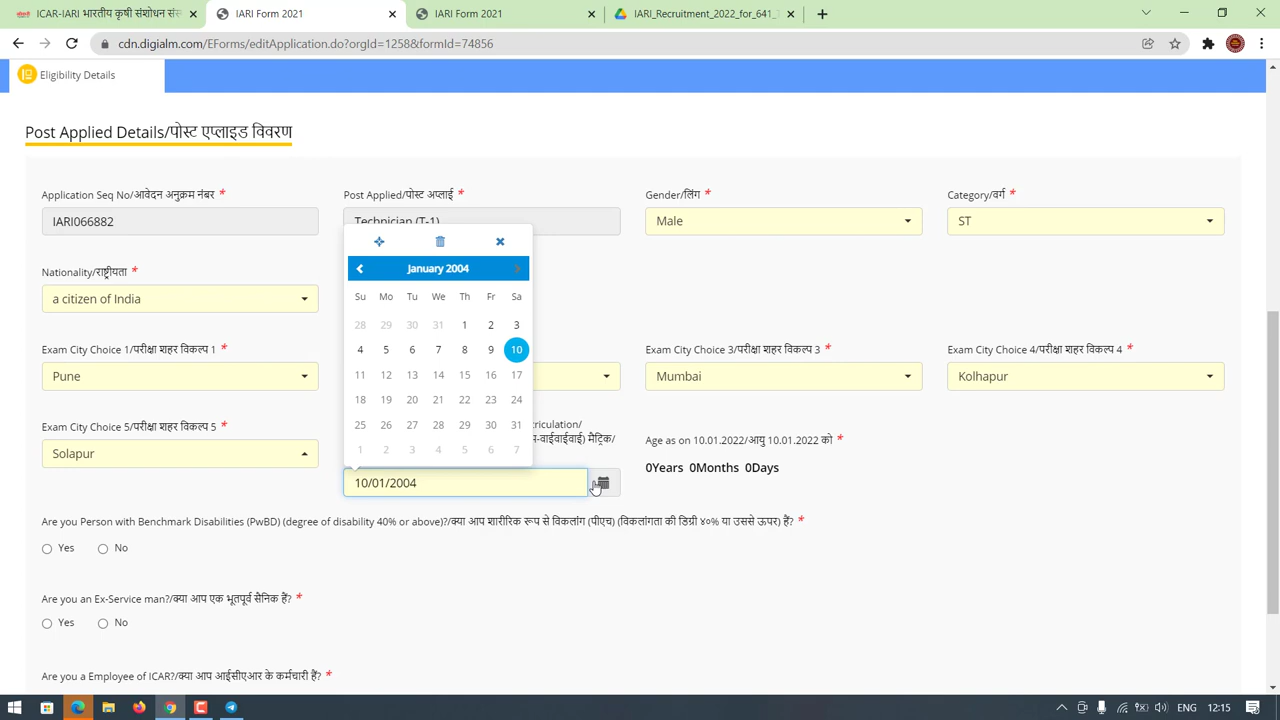 ICAR-IARI भारतीय कृषी संशोधन संस
IARI Form 2021
IARI Form 2021
IARI_Recruitment_2022_for_641_T
cdn.digialm.com/EForms/editApplication.do?orgId=1258&formId=74856
Eligibility Details
Post Applied Details/पोस्ट एप्लाइड विवरण
Application Seq No/आवेदन अनुक्रम नंबर *
Post Applied/पोस्ट अप्लाई *
Gender/लिंग *
Category/वर्ग *
IARI066882
Technician (T-1)
Male
ST
January 2004
Su Mo Tu We Th Fr Sa
28 29 30 31 1 2 3
4 5 6 7 8 9 10
11 12 13 14 15 16 17
18 19 20 21 22 23 24
25 26 27 28 29 30 31
1 2 3 4 5 6 7
Nationality/राष्ट्रीयता *
a citizen of India
Exam City Choice 1/परीक्षा शहर विकल्प 1 *
Exam City Choice 3/परीक्षा शहर विकल्प 3 *
Exam City Choice 4/परीक्षा शहर विकल्प 4 *
Pune
Mumbai
Kolhapur
Exam City Choice 5/परीक्षा शहर विकल्प 5 *
triculation/
म-वाईवाईवाई) मैट्रिक/
Age as on 10.01.2022/आयु 10.01.2022 को *
Solapur
0Years 0Months 0Days
10/01/2004
Are you Person with Benchmark Disabilities (PwBD) (degree of disability 40% or above)?/क्या आप शारीरिक रूप से विकलांग (पीएच) (विकलांगता की डिग्री ४०% या उससे ऊपर) हैं? *
Yes No
Are you an Ex-Service man?/क्या आप एक भूतपूर्व सैनिक हैं? *
Yes No
Are you a Employee of ICAR?/क्या आप आईसीएआर के कर्मचारी हैं? *
ENG 12:15